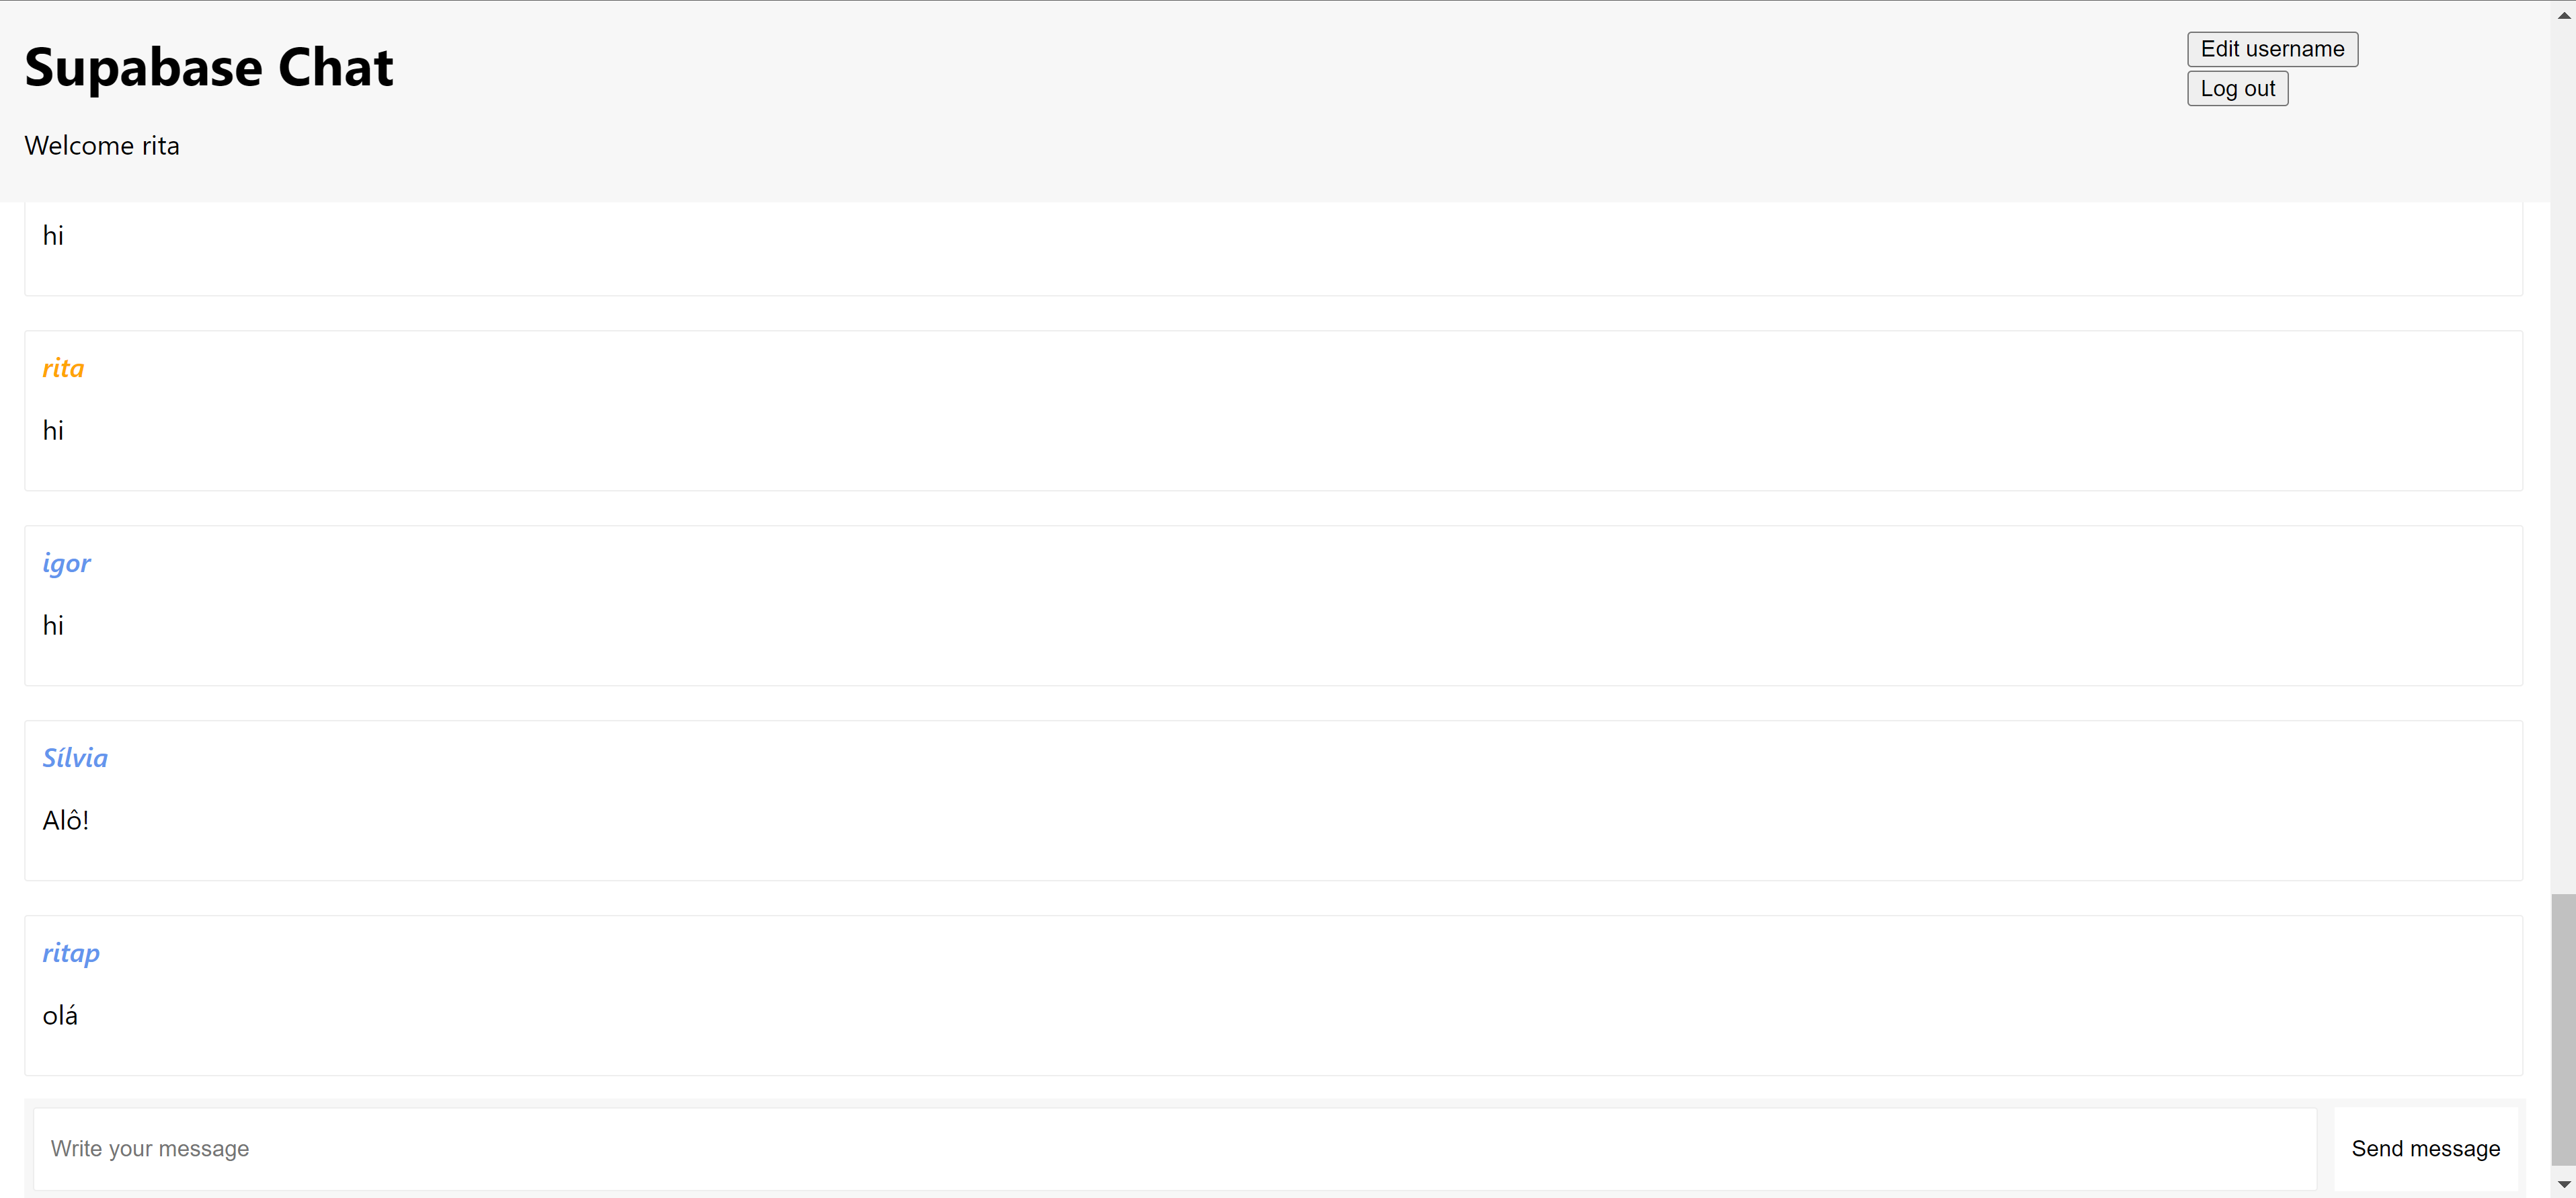 Supabase Chat
Edit username
Log out
Welcome rita
hi
rita
hi
igor
hi
Sílvia
Alô!
ritap
olá
Write your message
Send message